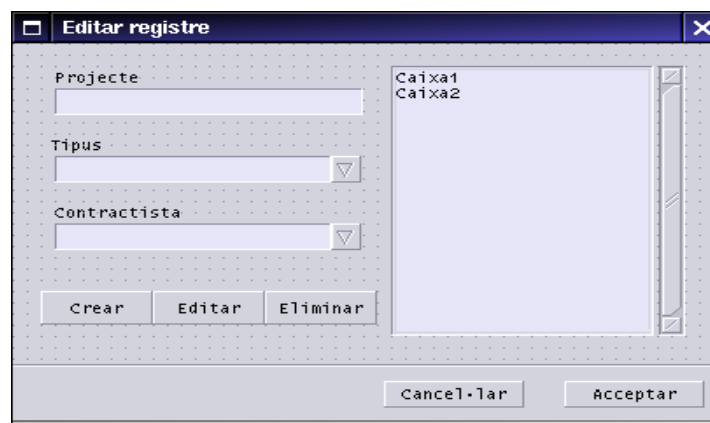 Editar registre
Projecte
Tipus
Contractista
Crear Editar Eliminar
Caixa1
Caixa2
Cancel·lar Acceptar